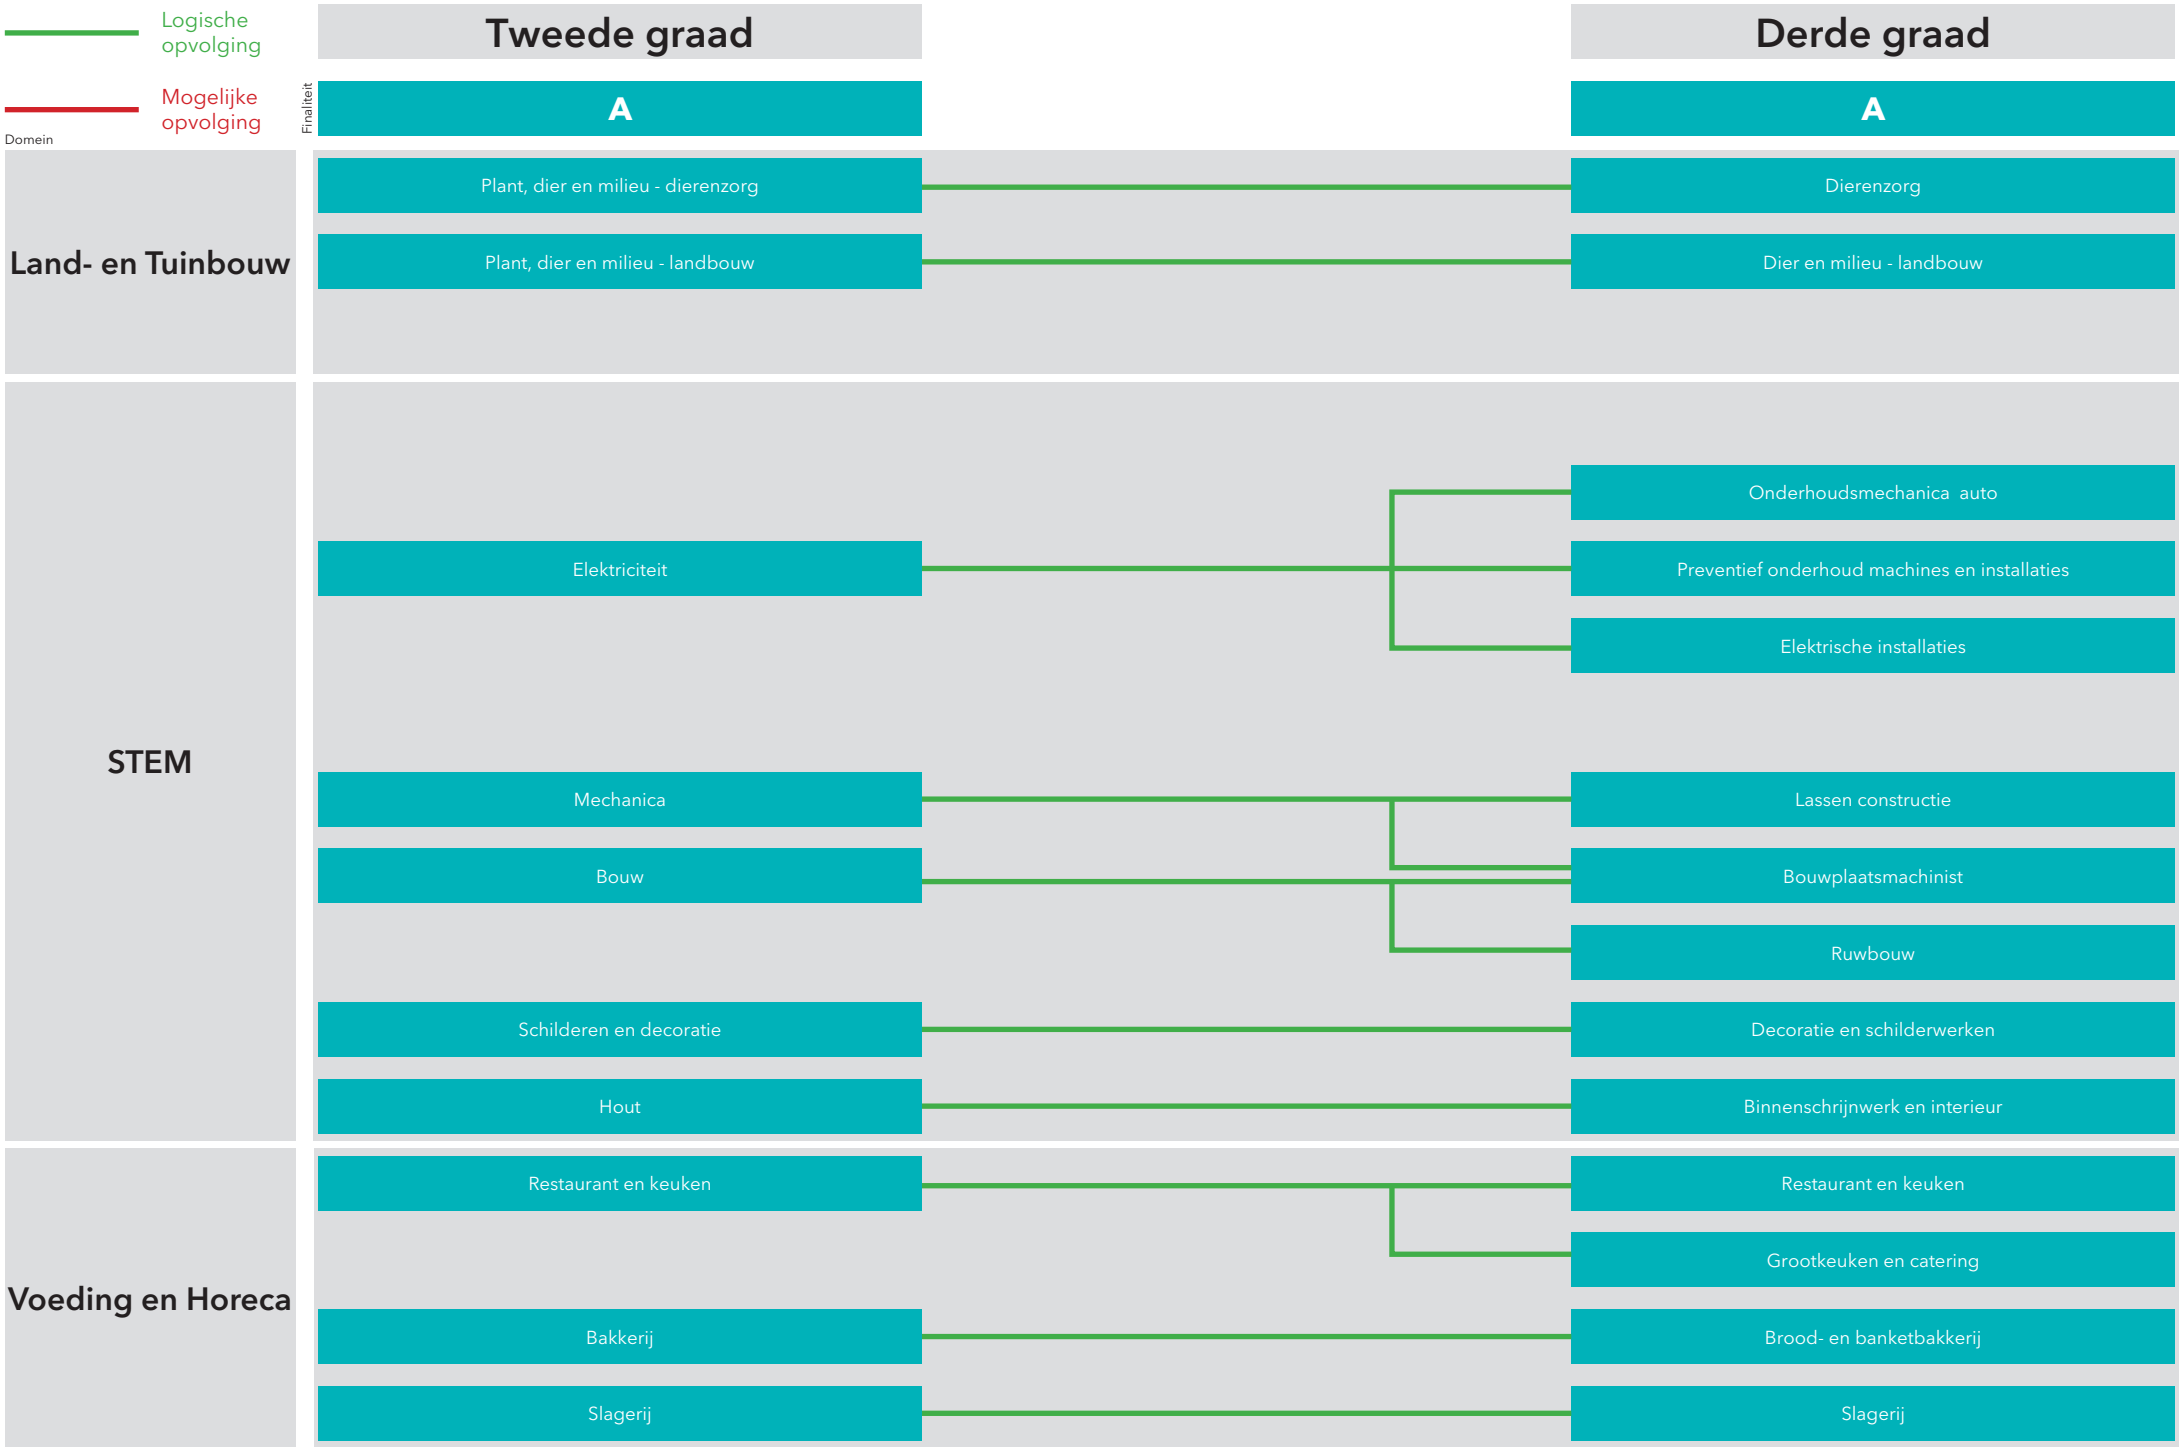 Logische
opvolging
Mogelijke
opvolging
Domein
Finaliteit
Tweede graad
Derde graad
A
A
Land- en Tuinbouw
Plant, dier en milieu - dierenzorg
Dierenzorg
Plant, dier en milieu - landbouw
Dier en milieu - landbouw
STEM
Onderhoudsmechanica  auto
Elektriciteit
Preventief onderhoud machines en installaties
Elektrische installaties
Mechanica
Lassen constructie
Bouw
Bouwplaatsmachinist
Ruwbouw
Schilderen en decoratie
Decoratie en schilderwerken
Hout
Binnenschrijnwerk en interieur
Voeding en Horeca
Restaurant en keuken
Restaurant en keuken
Grootkeuken en catering
Bakkerij
Brood- en banketbakkerij
Slagerij
Slagerij